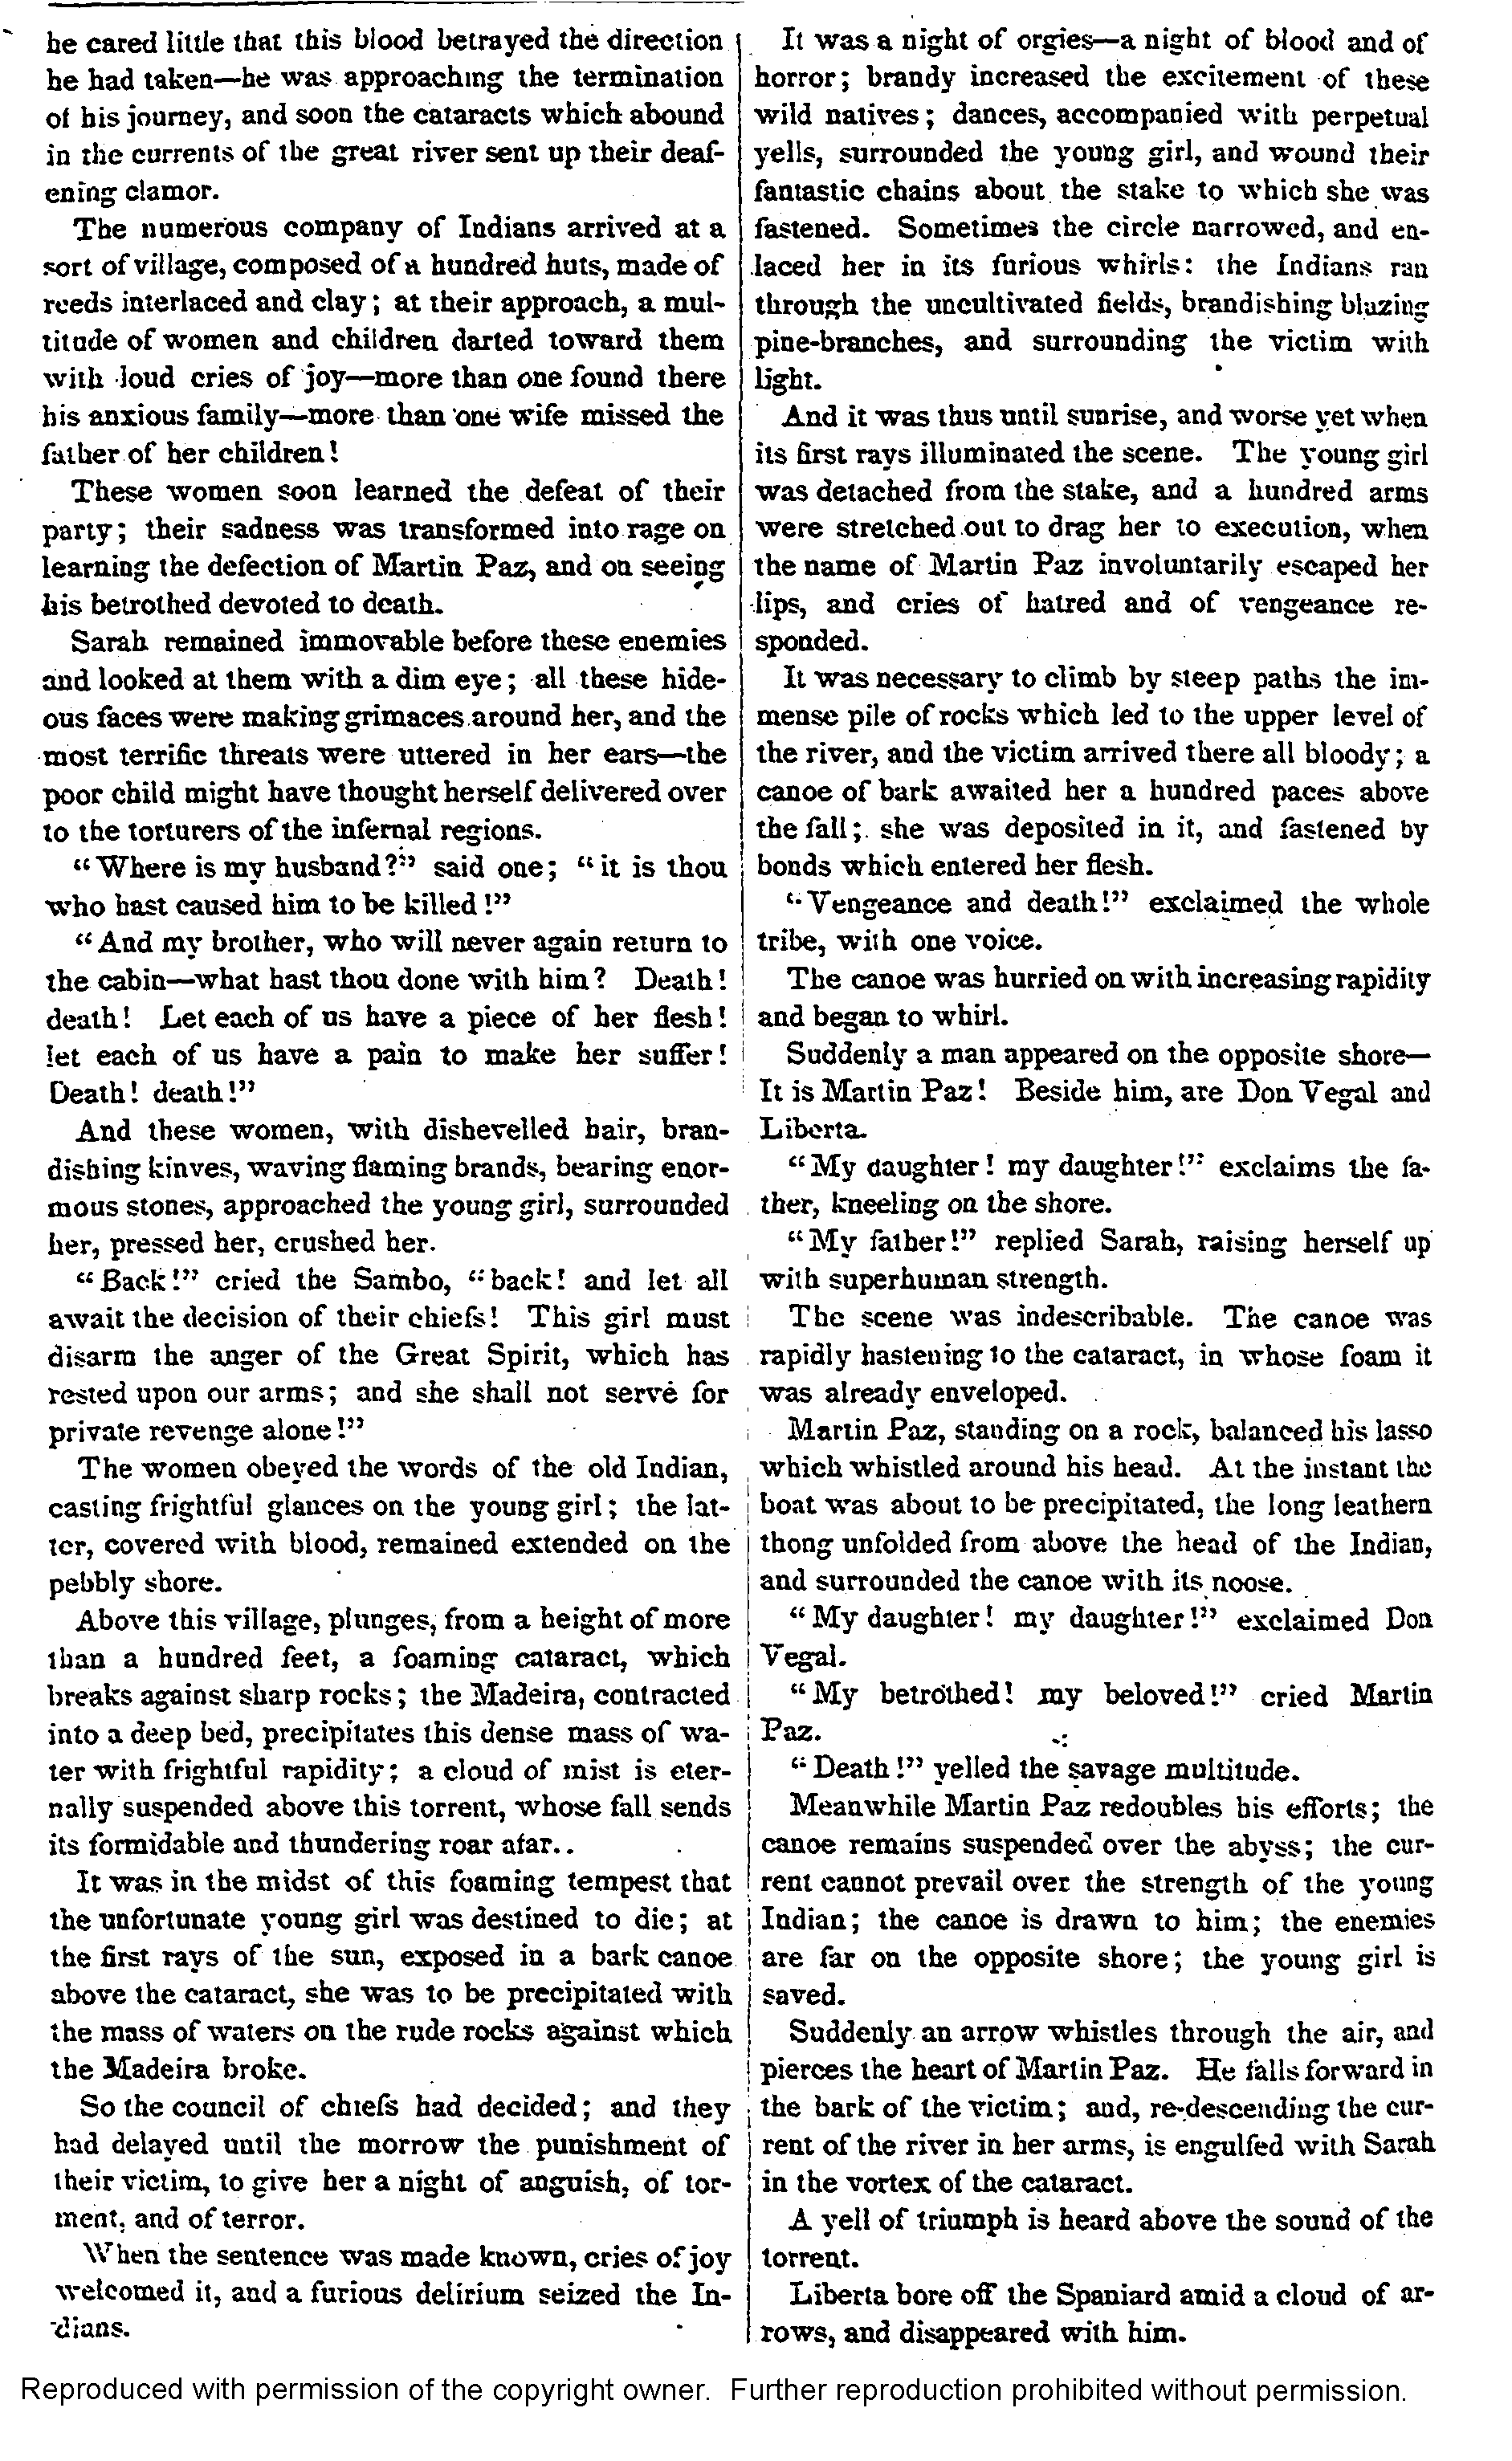 he cared little that this blood betrayed the direction
he had taken—he was approaching the termination
of his journey, and soon the cataracts which abound
in the currents of the great river sent up their deaf-
ening clamor.
The numerous company of Indians arrived at a
sort of village, composed of a hundred huts, made of
reeds interlaced and clay; at their approach, a mul-
titude of women and children darted toward them
with loud cries of joy—more than one found there
his anxious family—more than one wife missed the
father of her children!
These women soon learned the defeat of their
party; their sadness was transformed into rage on
learning the defection of Martin Paz, and on seeing
his betrothed devoted to death.
Sarah remained immovable before these enemies
and looked at them with a dim eye; all these hide-
ous faces were making grimaces around her, and the
most terrific threats were uttered in her ears—the
poor child might have thought herself delivered over
to the torturers of the infernal regions.
"Where is my husband?" said one; "it is thou
who hast caused him to be killed!"
"And my brother, who will never again return to
the cabin—what hast thou done with him? Death!
death! Let each of us have a piece of her flesh!
let each of us have a pain to make her suffer!
Death! death!"
And these women, with dishevelled hair, bran-
dishing kinves, waving flaming brands, bearing enor-
mous stones, approached the young girl, surrounded
her, pressed her, crushed her.
"Back!" cried the Sambo, "back! and let all
await the decision of their chiefs! This girl must
disarm the anger of the Great Spirit, which has
rested upon our arms; and she shall not serve for
private revenge alone!"
The women obeyed the words of the old Indian,
casting frightful glances on the young girl; the lat-
ter, covered with blood, remained extended on the
pebbly shore.
Above this village, plunges, from a height of more
than a hundred feet, a foaming cataract, which
breaks against sharp rocks; the Madeira, contracted
into a deep bed, precipitates this dense mass of wa-
ter with frightful rapidity; a cloud of mist is eter-
nally suspended above this torrent, whose fall sends
its formidable and thundering roar afar..
It was in the midst of this foaming tempest that
the unfortunate young girl was destined to die; at
the first rays of the sun, exposed in a bark canoe
above the cataract, she was to be precipitated with
the mass of waters on the rude rocks against which
the Madeira broke.
So the council of chiefs had decided; and they
had delayed until the morrow the punishment of
their victim, to give her a night of anguish, of tor-
ment, and of terror.
When the sentence was made known, cries of joy
welcomed it, and a furious delirium seized the In-
dians.
It was a night of orgies—a night of blood and of
horror; brandy increased the excitement of these
wild natives; dances, accompanied with perpetual
yells, surrounded the young girl, and wound their
fantastic chains about the stake to which she was
fastened. Sometimes the circle narrowed, and en-
laced her in its furious whirls: the Indians ran
through the uncultivated fields, brandishing blazing
pine-branches, and surrounding the victim with
light.
And it was thus until sunrise, and worse yet when
its first rays illuminated the scene. The young girl
was detached from the stake, and a hundred arms
were stretched out to drag her to execution, when
the name of Martin Paz involuntarily escaped her
lips, and cries of hatred and of vengeance re-
sponded.
It was necessary to climb by steep paths the im-
mense pile of rocks which led to the upper level of
the river, and the victim arrived there all bloody; a
canoe of bark awaited her a hundred paces above
the fall; she was deposited in it, and fastened by
bonds which entered her flesh.
"Vengeance and death!" exclaimed the whole
tribe, with one voice.
The canoe was hurried on with increasing rapidity
and began to whirl.
Suddenly a man appeared on the opposite shore—
It is Martin Paz! Beside him, are Don Vegal and
Liberta.
"My daughter! my daughter!" exclaims the fa-
ther, kneeling on the shore.
"My father!" replied Sarah, raising herself up
with superhuman strength.
The scene was indescribable. The canoe was
rapidly hastening to the cataract, in whose foam it
was already enveloped.
Martin Paz, standing on a rock, balanced his lasso
which whistled around his head. At the instant the
boat was about to be precipitated, the long leathern
thong unfolded from above the head of the Indian,
and surrounded the canoe with its noose.
"My daughter! my daughter!" exclaimed Don
Vegal.
"My betrothed! my beloved!" cried Martin
Paz.
"Death!" yelled the savage multitude.
Meanwhile Martin Paz redoubles his efforts; the
canoe remains suspended over the abyss; the cur-
rent cannot prevail over the strength of the young
Indian; the canoe is drawn to him; the enemies
are far on the opposite shore; the young girl is
saved.
Suddenly an arrow whistles through the air, and
pierces the heart of Martin Paz. He falls forward in
the bark of the victim; and, re-descending the cur-
rent of the river in her arms, is engulfed with Sarah
in the vortex of the cataract.
A yell of triumph is heard above the sound of the
torrent.
Liberta bore off the Spaniard amid a cloud of ar-
rows, and disappeared with him.
Reproduced with permission of the copyright owner. Further reproduction prohibited without permission.